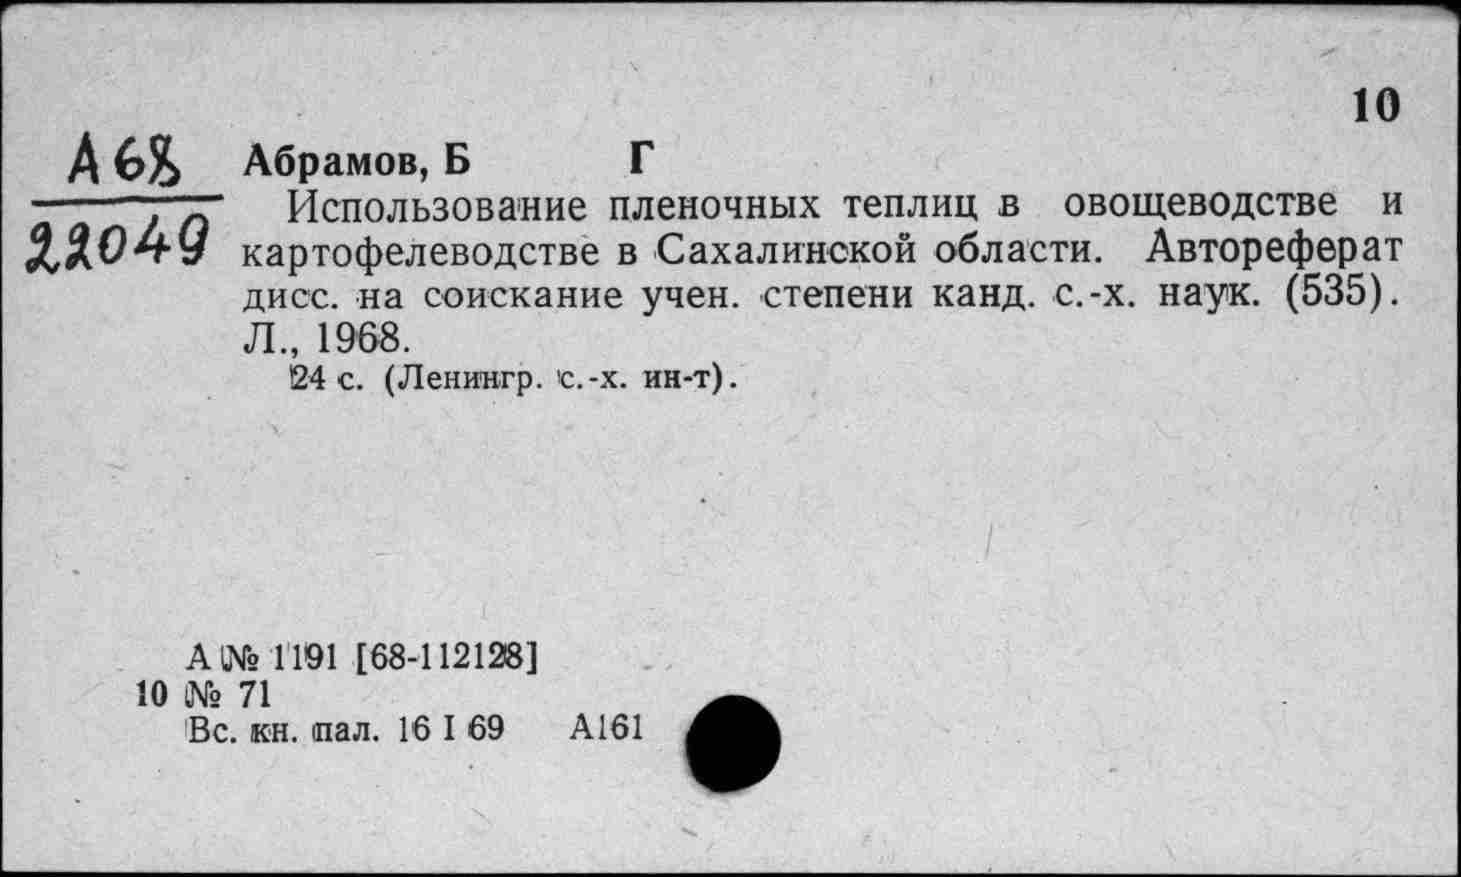 10
А68 Абрамов, Б Г
22049 Использование пленочных теплиц в овощеводстве и
картофелеводстве в Сахалинской области. Автореферат
дисс. на соискание учен. степени канд. с.-х. наук. (535).
Л., 1968.
24 с. (Ленингр. с.-х. ин-т).
А № 1191 [68-112128]
10 № 71
Вс. кн. пал. 16 I 69 А161